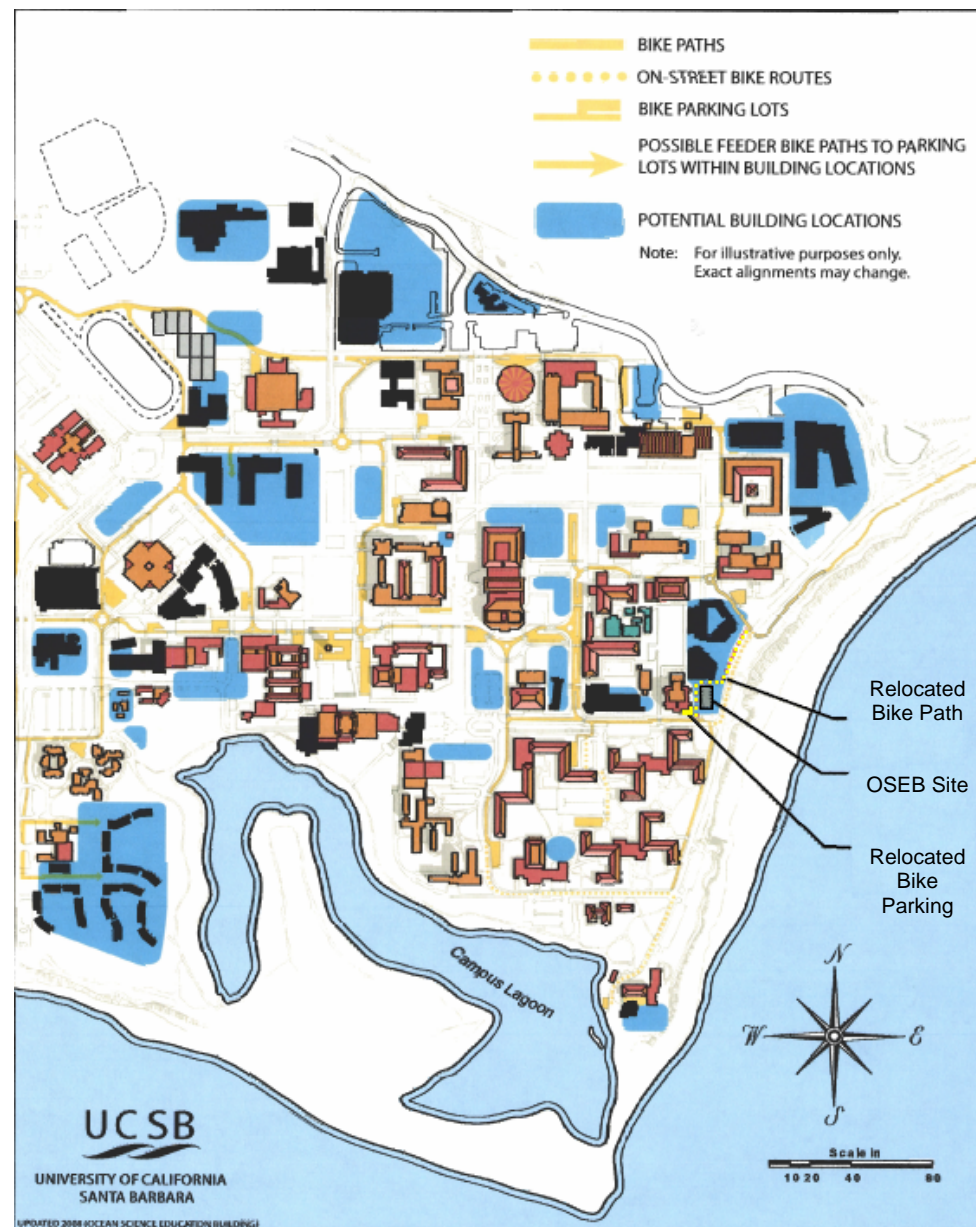 BIKE PATHS
ON-STREET BIKE ROUTES
BIKE PARKING LOTS
POSSIBLE FEEDER BIKE PATHS TO PARKING
LOTS WITHIN BUILDING LOCATIONS
POTENTIAL BUILDING LOCATIONS
Note: For illustrative purposes only.
Exact alignments may change.
Relocated
Bike Path
OSEB Site
Relocated
Bike
Parking
Campus Lagoon
N
W E
S
UCSB
UNIVERSITY OF CALIFORNIA
SANTA BARBARA
Scale in
10 20 40 80
UPDATED 2008 (OCEAN SCIENCE EDUCATION BUILDING)